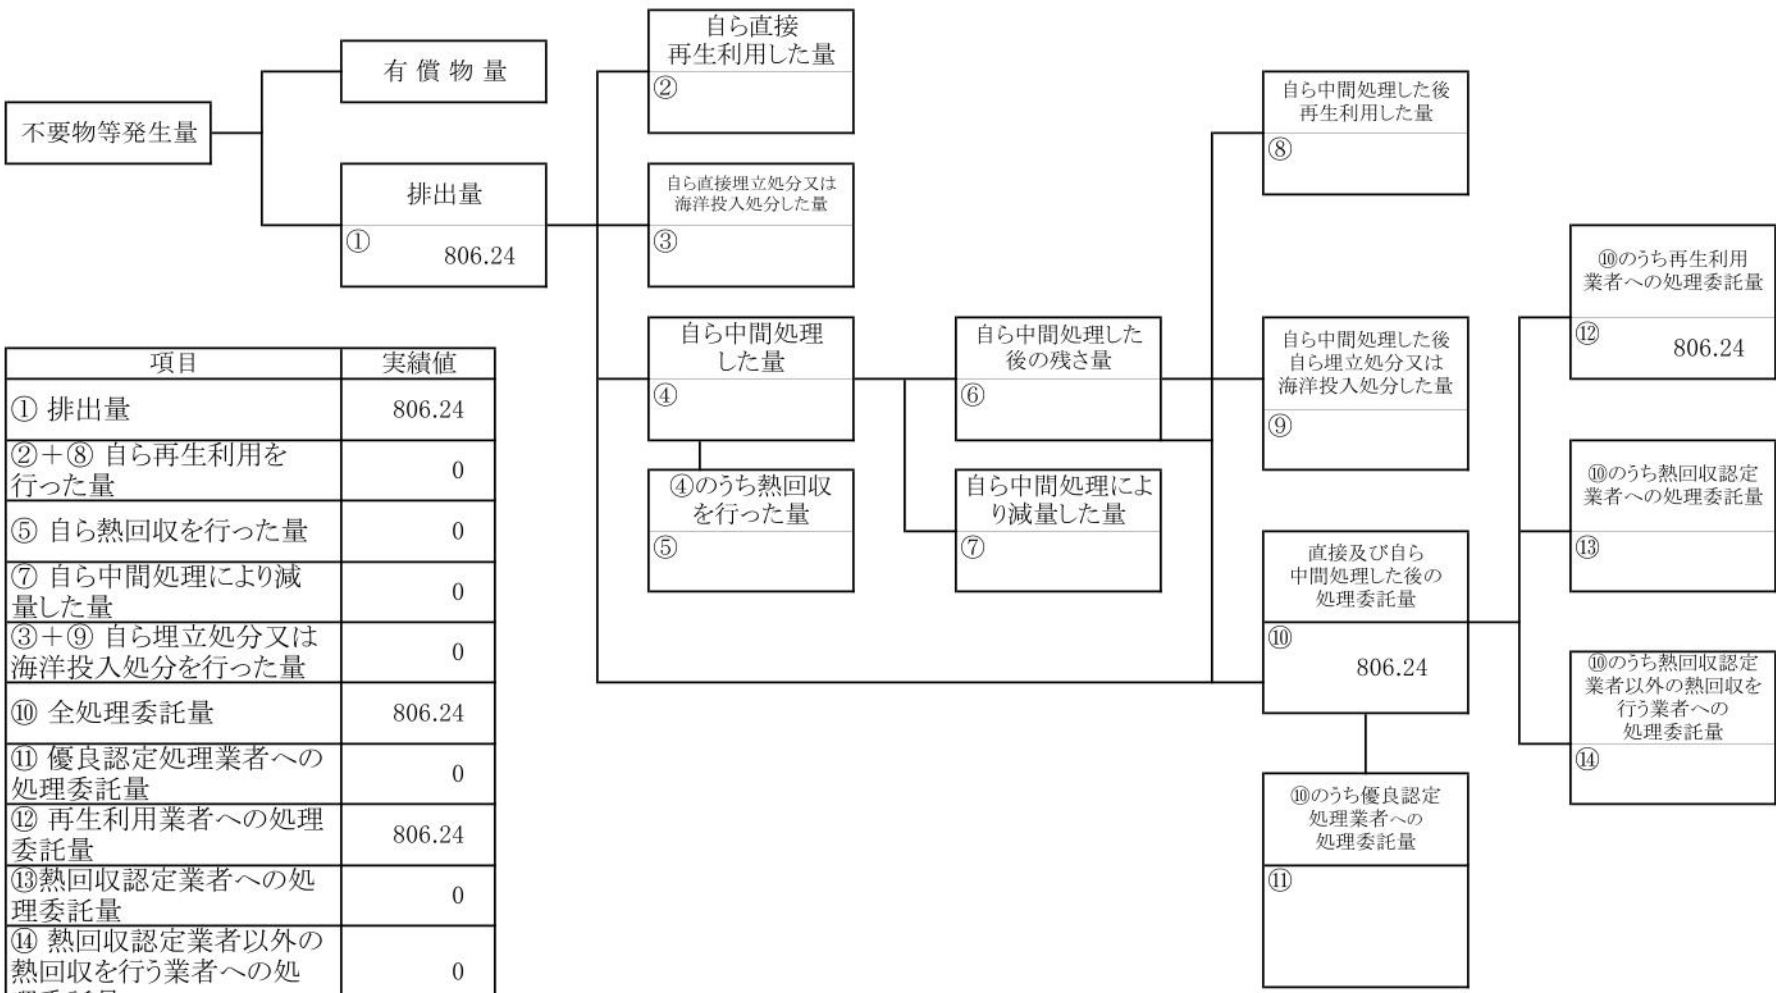 不要物等発生量
有償物量
排出量
①
806.24
自ら直接
再生利用した量
②
自ら直接埋立処分又は
海洋投入処分した量
③
自ら中間処理
した量
④
④のうち熱回収
を行った量
⑤
自ら中間処理した
後の残さ量
⑥
自ら中間処理によ
り減量した量
⑦
自ら中間処理した後
再生利用した量
⑧
自ら中間処理した後
自ら埋立処分又は
海洋投入処分した量
⑨
直接及び自ら
中間処理した後の
処理委託量
⑩
806.24
⑩のうち優良認定
処理業者への
処理委託量
⑪
⑩のうち再生利用
業者への処理委託量
⑫
806.24
⑩のうち熱回収認定
業者への処理委託量
⑬
⑩のうち熱回収認定
業者以外の熱回収を
行う業者への
処理委託量
⑭
項目 実績値
① 排出量 806.24
②＋⑧ 自ら再生利用を
行った量 0
⑤ 自ら熱回収を行った量 0
⑦ 自ら中間処理により減
量した量 0
③＋⑨ 自ら埋立処分又は
海洋投入処分を行った量 0
⑩ 全処理委託量 806.24
⑪ 優良認定処理業者への
処理委託量 0
⑫ 再生利用業者への処理
委託量 806.24
⑬熱回収認定業者への処
理委託量 0
⑭ 熱回収認定業者以外の
熱回収を行う業者への処 0